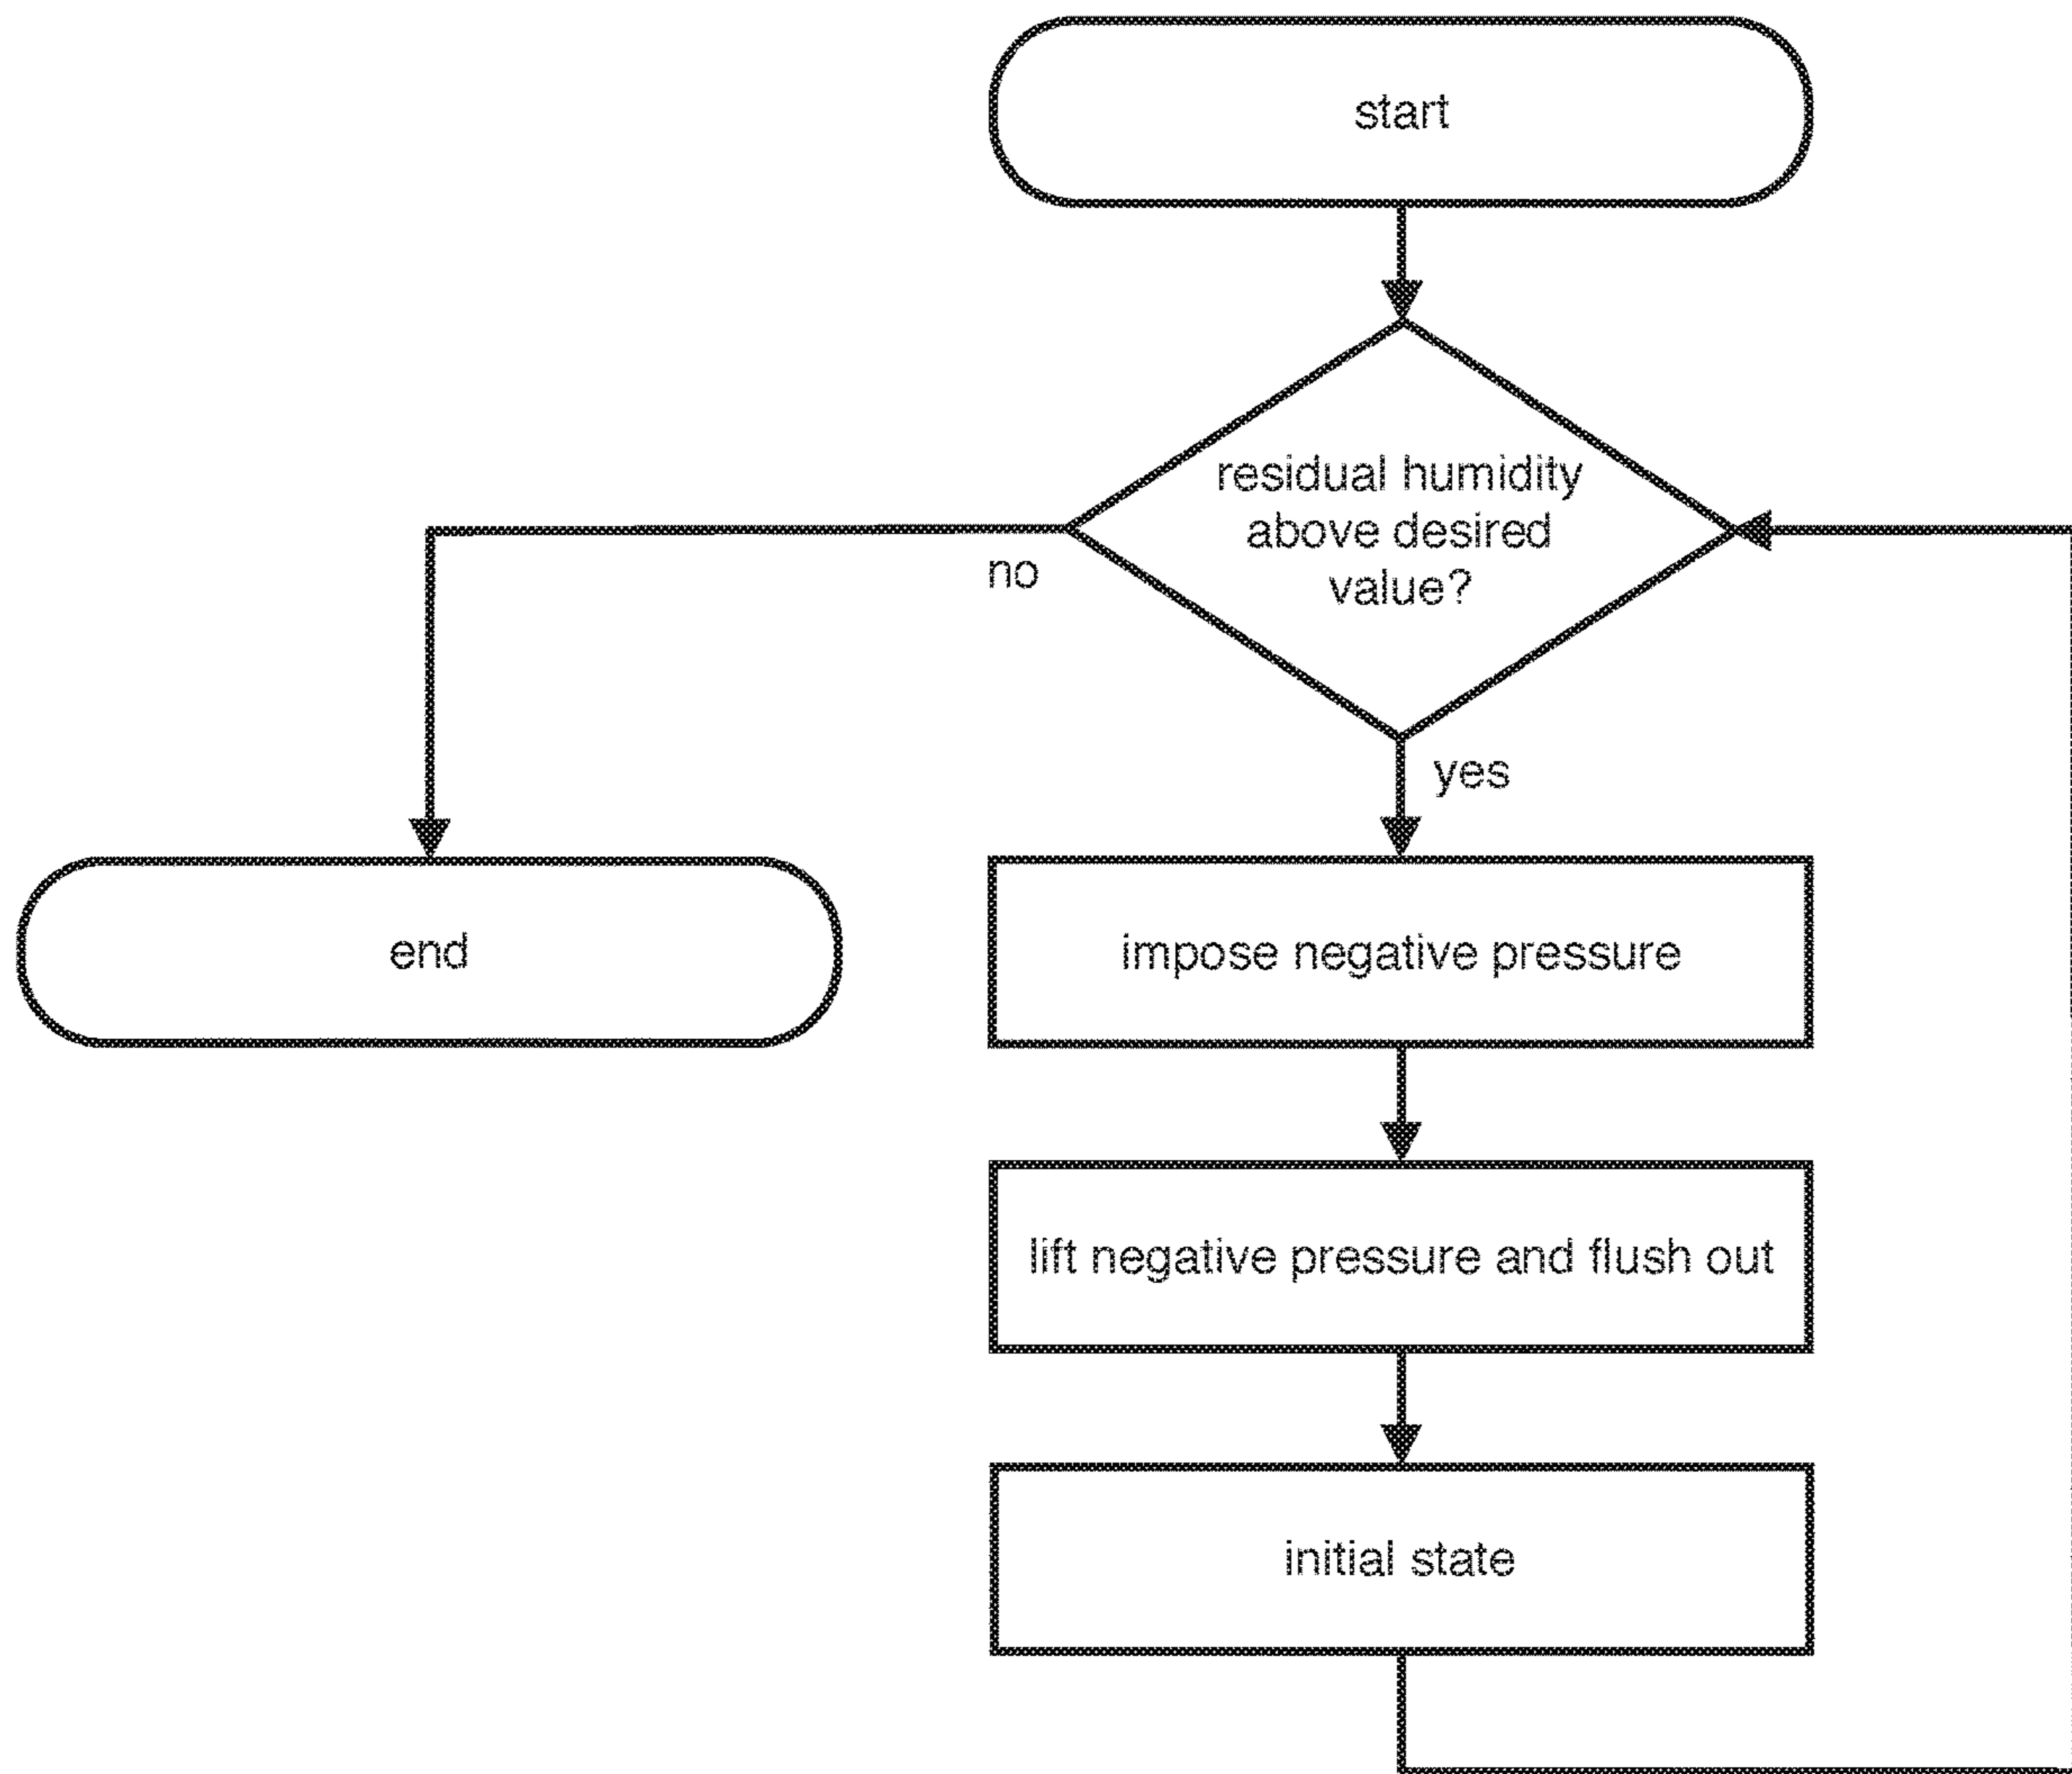 start
residual humidity
above desired
value?
no
yes
end
impose negative pressure
lift negative pressure and flush out
initial state